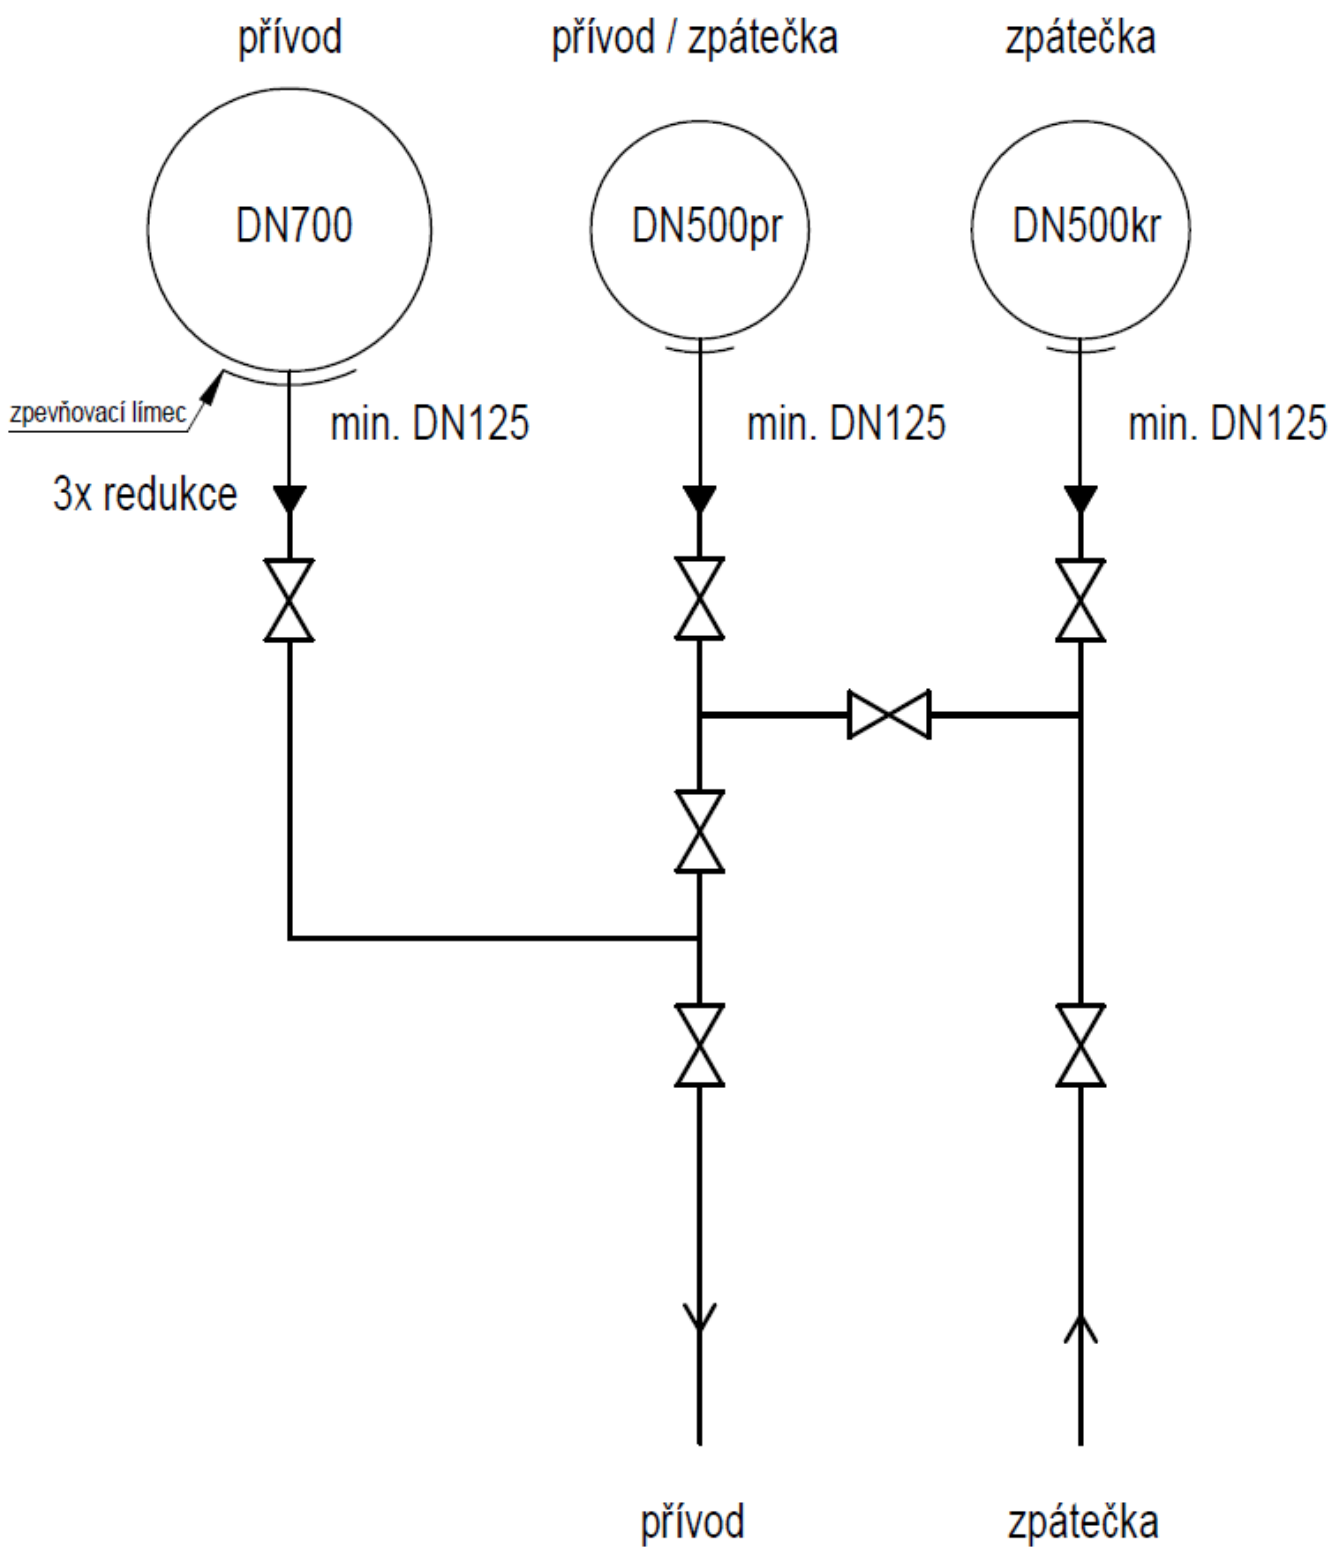 přívod
přívod / zpátečka
zpátečka
DN700
DN500pr
DN500kr
zpevňovací límec
min. DN125
min. DN125
min. DN125
3x redukce
přívod
zpátečka